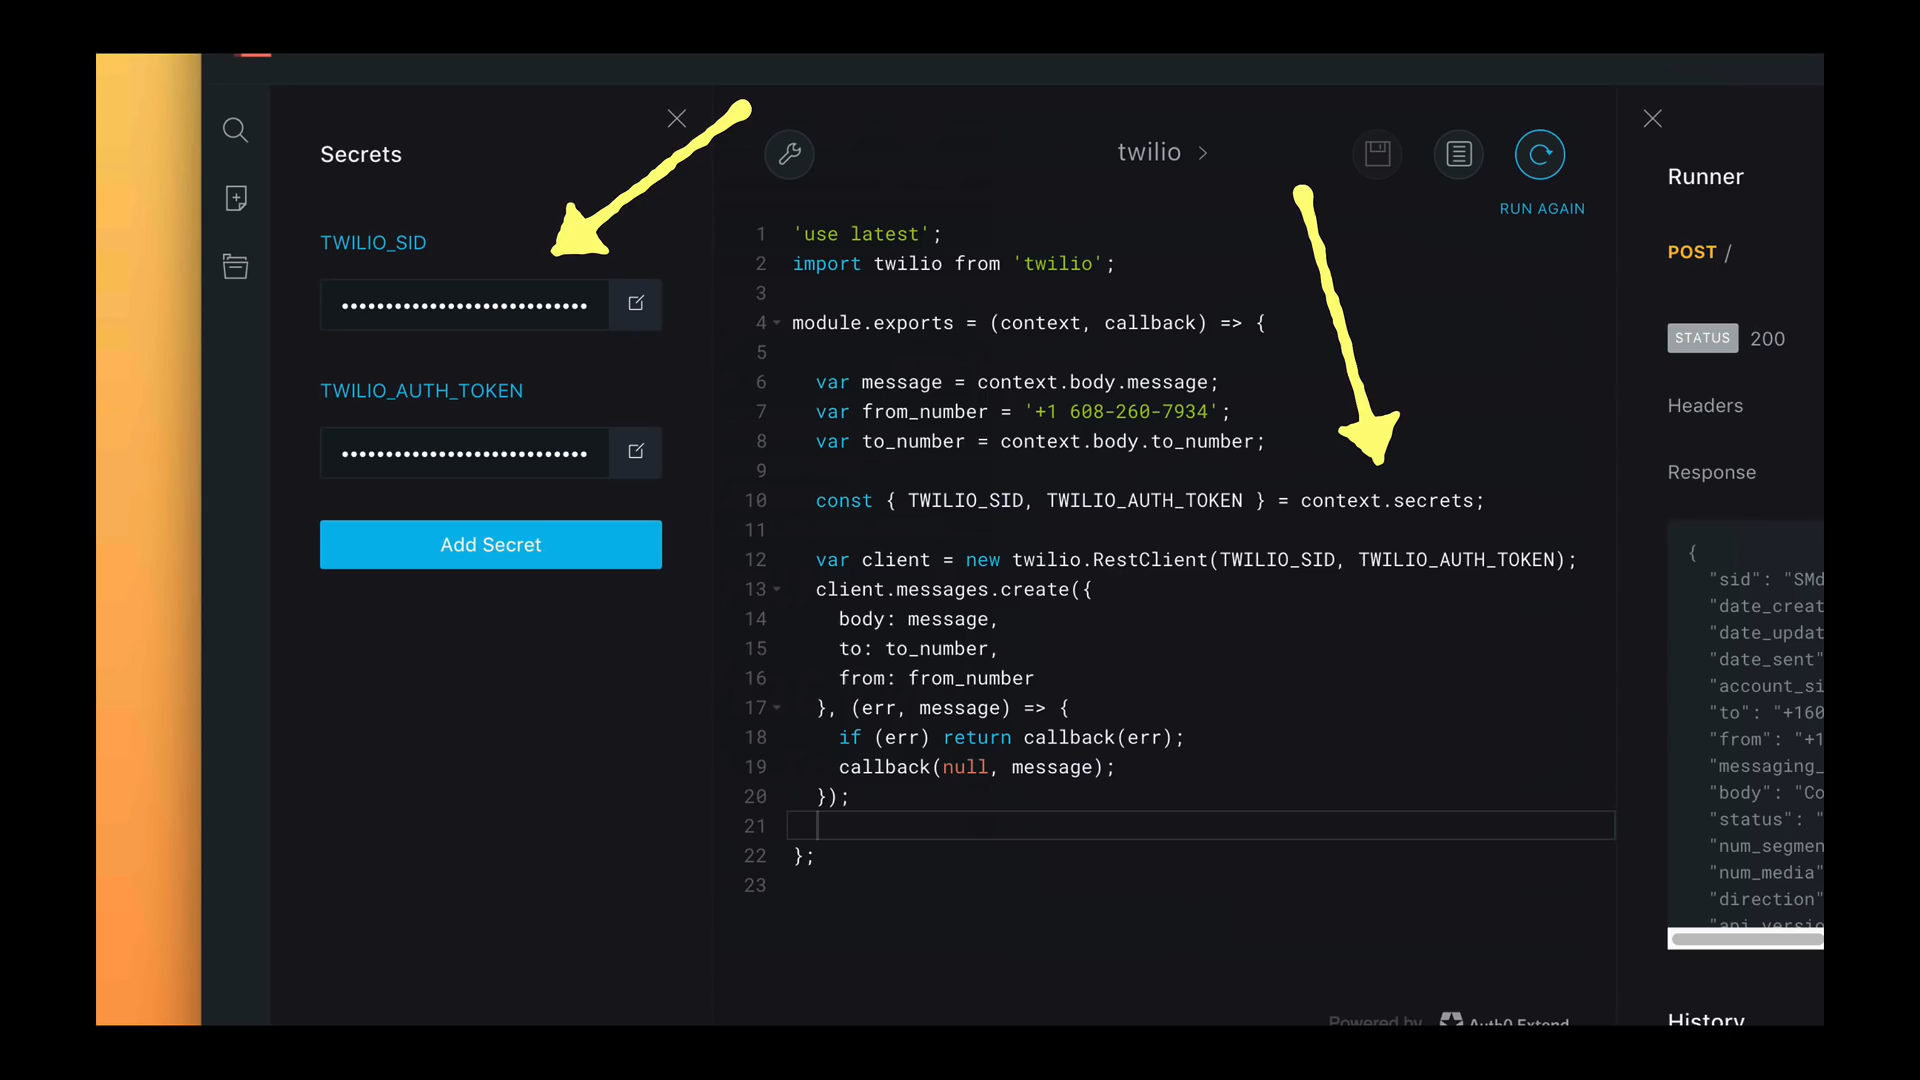 Secrets
TWILIO_SID
••••••••••••••••••••••••••••
TWILIO_AUTH_TOKEN
••••••••••••••••••••••••••••
Add Secret
twilio >
RUN AGAIN
1 'use latest';
2 import twilio from 'twilio';
3
4 module.exports = (context, callback) => {
5
6 var message = context.body.message;
7 var from_number = '+1 608-260-7934';
8 var to_number = context.body.to_number;
9
10 const { TWILIO_SID, TWILIO_AUTH_TOKEN } = context.secrets;
11
12 var client = new twilio.RestClient(TWILIO_SID, TWILIO_AUTH_TOKEN);
13 client.messages.create({
14 body: message,
15 to: to_number,
16 from: from_number
17 }, (err, message) => {
18 if (err) return callback(err);
19 callback(null, message);
20 });
21
22 };
23
Powered by Auth0 Extend
Runner
POST /
STATUS 200
Headers
Response
{
"sid": "SMd
"date_creat
"date_updat
"date_sent"
"account_si
"to": "+160
"from": "+1
"messaging_
"body": "Co
"status": "
"num_segmen
"num_media"
"direction"
"api_versio
History